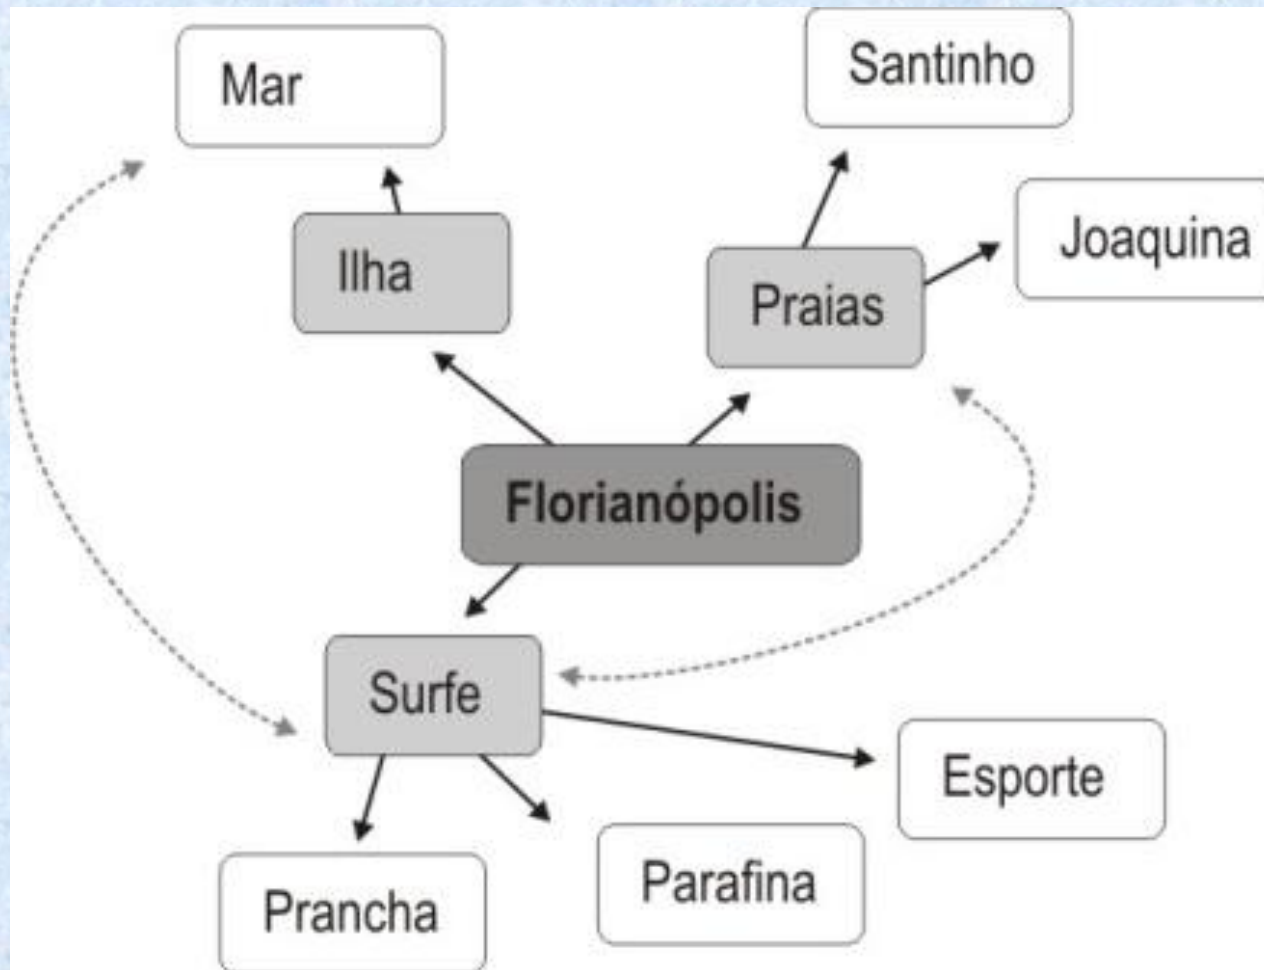 Mar
Santinho
Ilha
Joaquina
Praias
Florianópolis
Surfe
Esporte
Prancha
Parafina